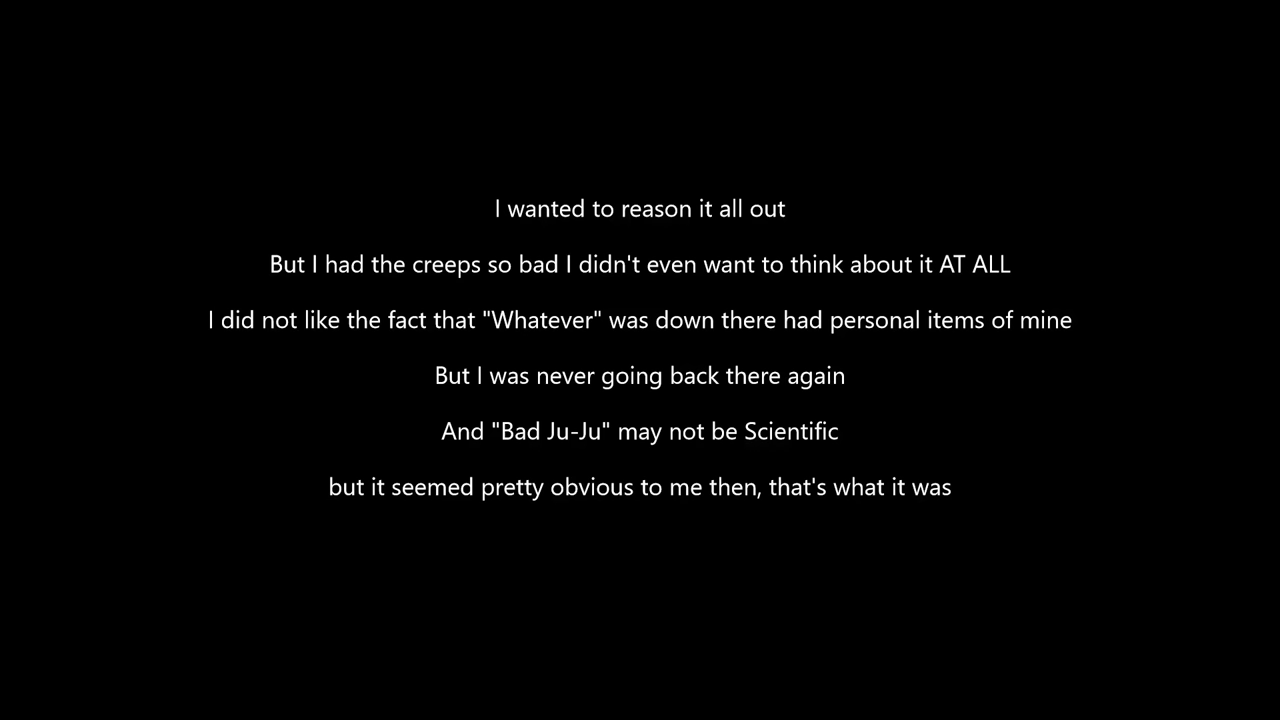 I wanted to reason it all out
But I had the creeps so bad I didn't even want to think about it AT ALL
I did not like the fact that "Whatever" was down there had personal items of mine
But I was never going back there again
And "Bad Ju-Ju" may not be Scientific
but it seemed pretty obvious to me then, that's what it was